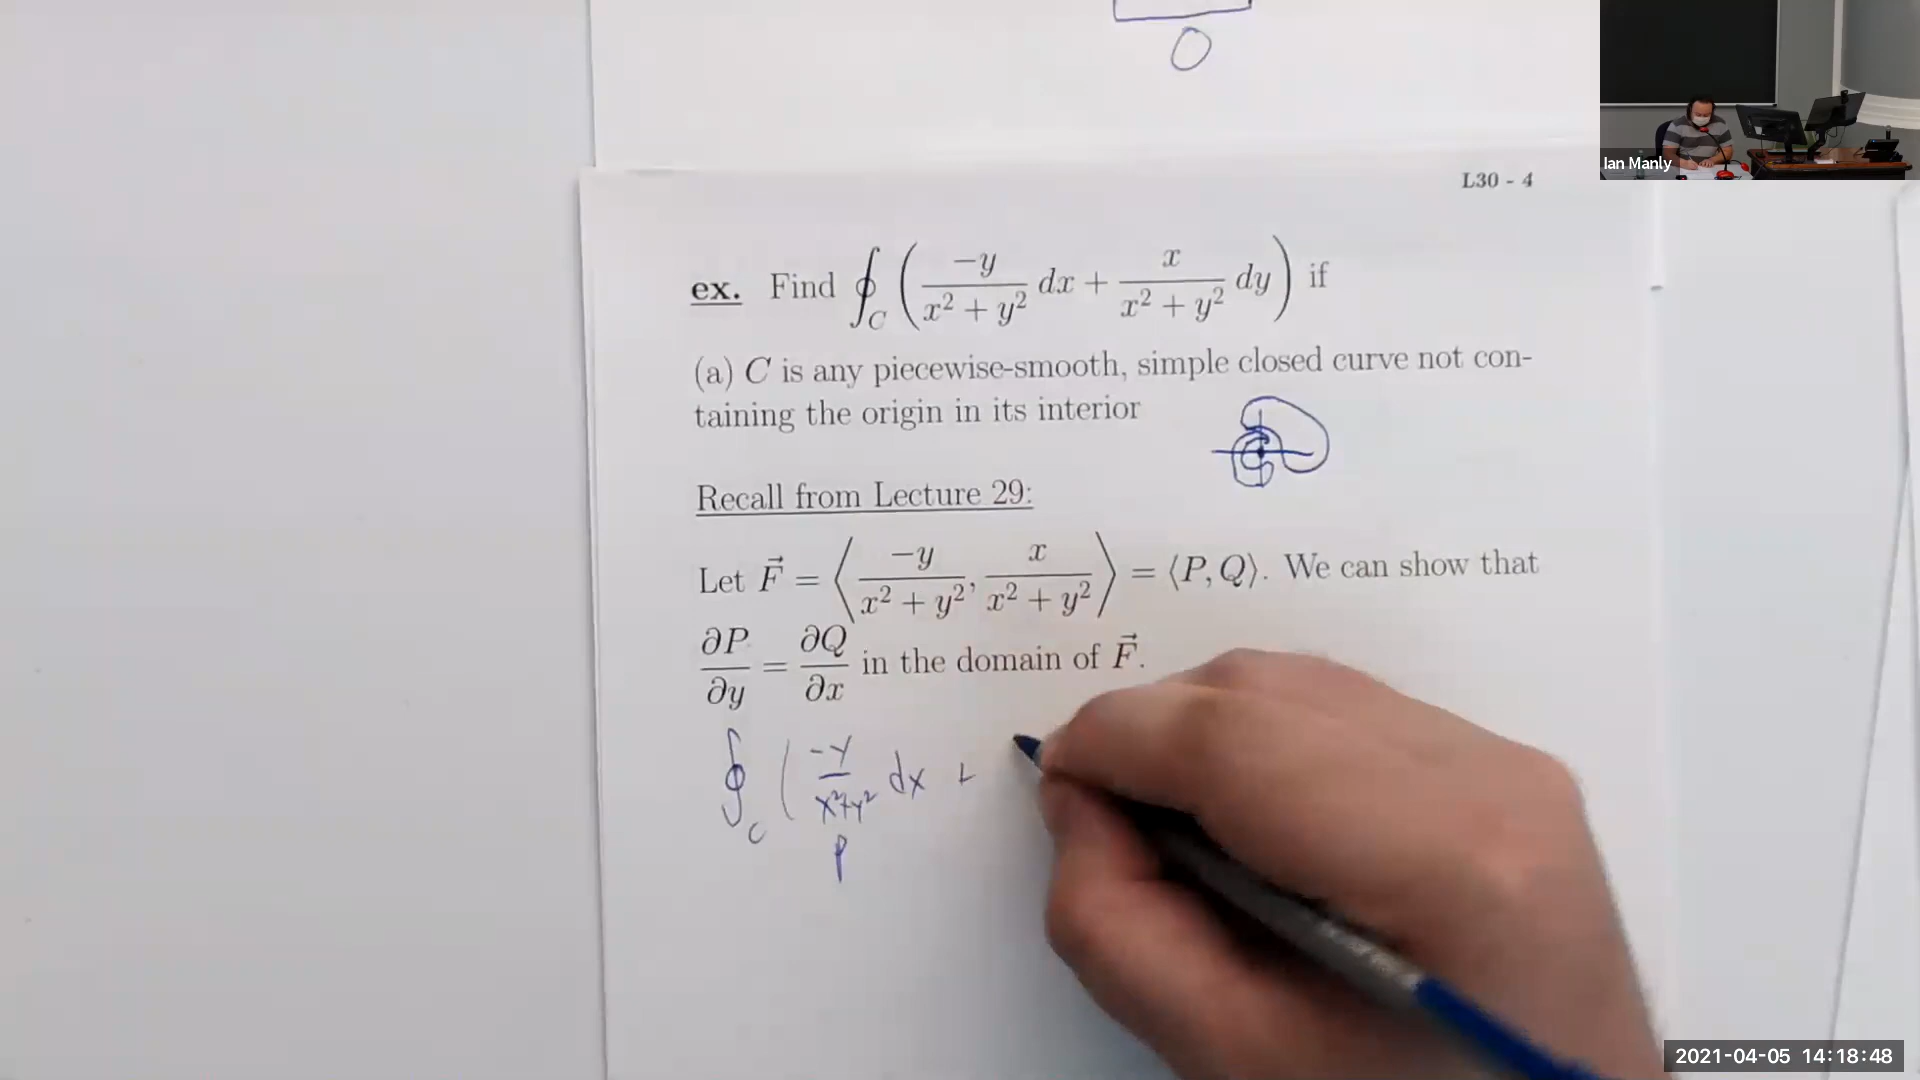 O
Ian Manly
L30 - 4
ex. Find ∮_C ( -y/(x² + y²) dx + x/(x² + y²) dy ) if
(a) C is any piecewise-smooth, simple closed curve not con-
taining the origin in its interior
Recall from Lecture 29:
Let F⃗ = ⟨ -y/(x² + y²), x/(x² + y²) ⟩ = ⟨P, Q⟩. We can show that
∂P/∂y = ∂Q/∂x in the domain of F⃗.
∮_C ( -y/(x²+y²) dx +
P
2021-04-05 14:18:48